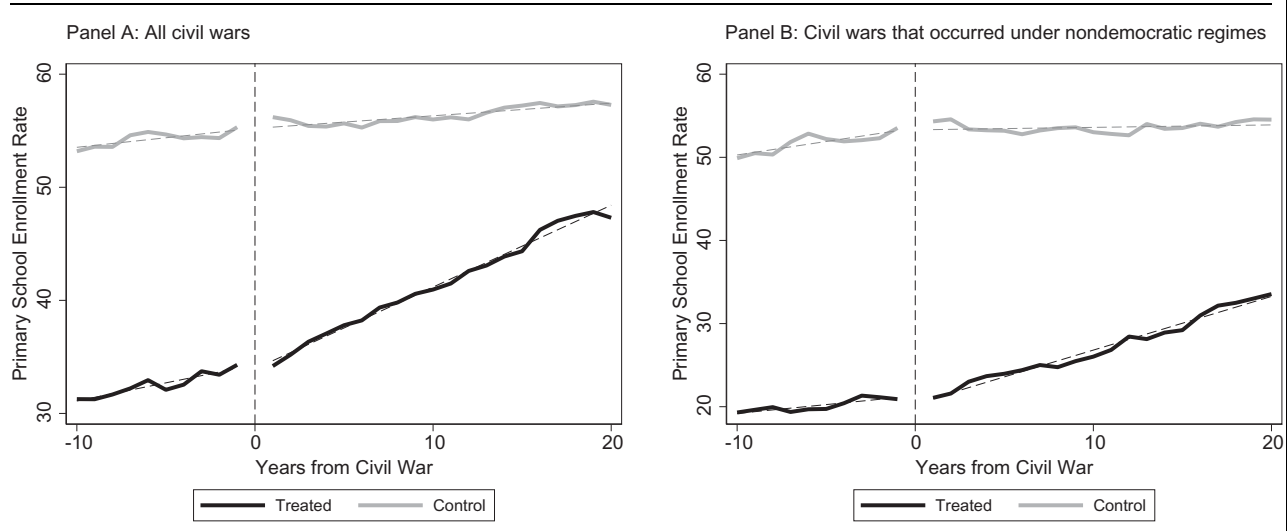 Panel A: All civil wars
Primary School Enrollment Rate
60
50
40
30
-10 0 10 20
Years from Civil War
Treated Control
Panel B: Civil wars that occurred under nondemocratic regimes
Primary School Enrollment Rate
60
50
40
30
20
-10 0 10 20
Years from Civil War
Treated Control